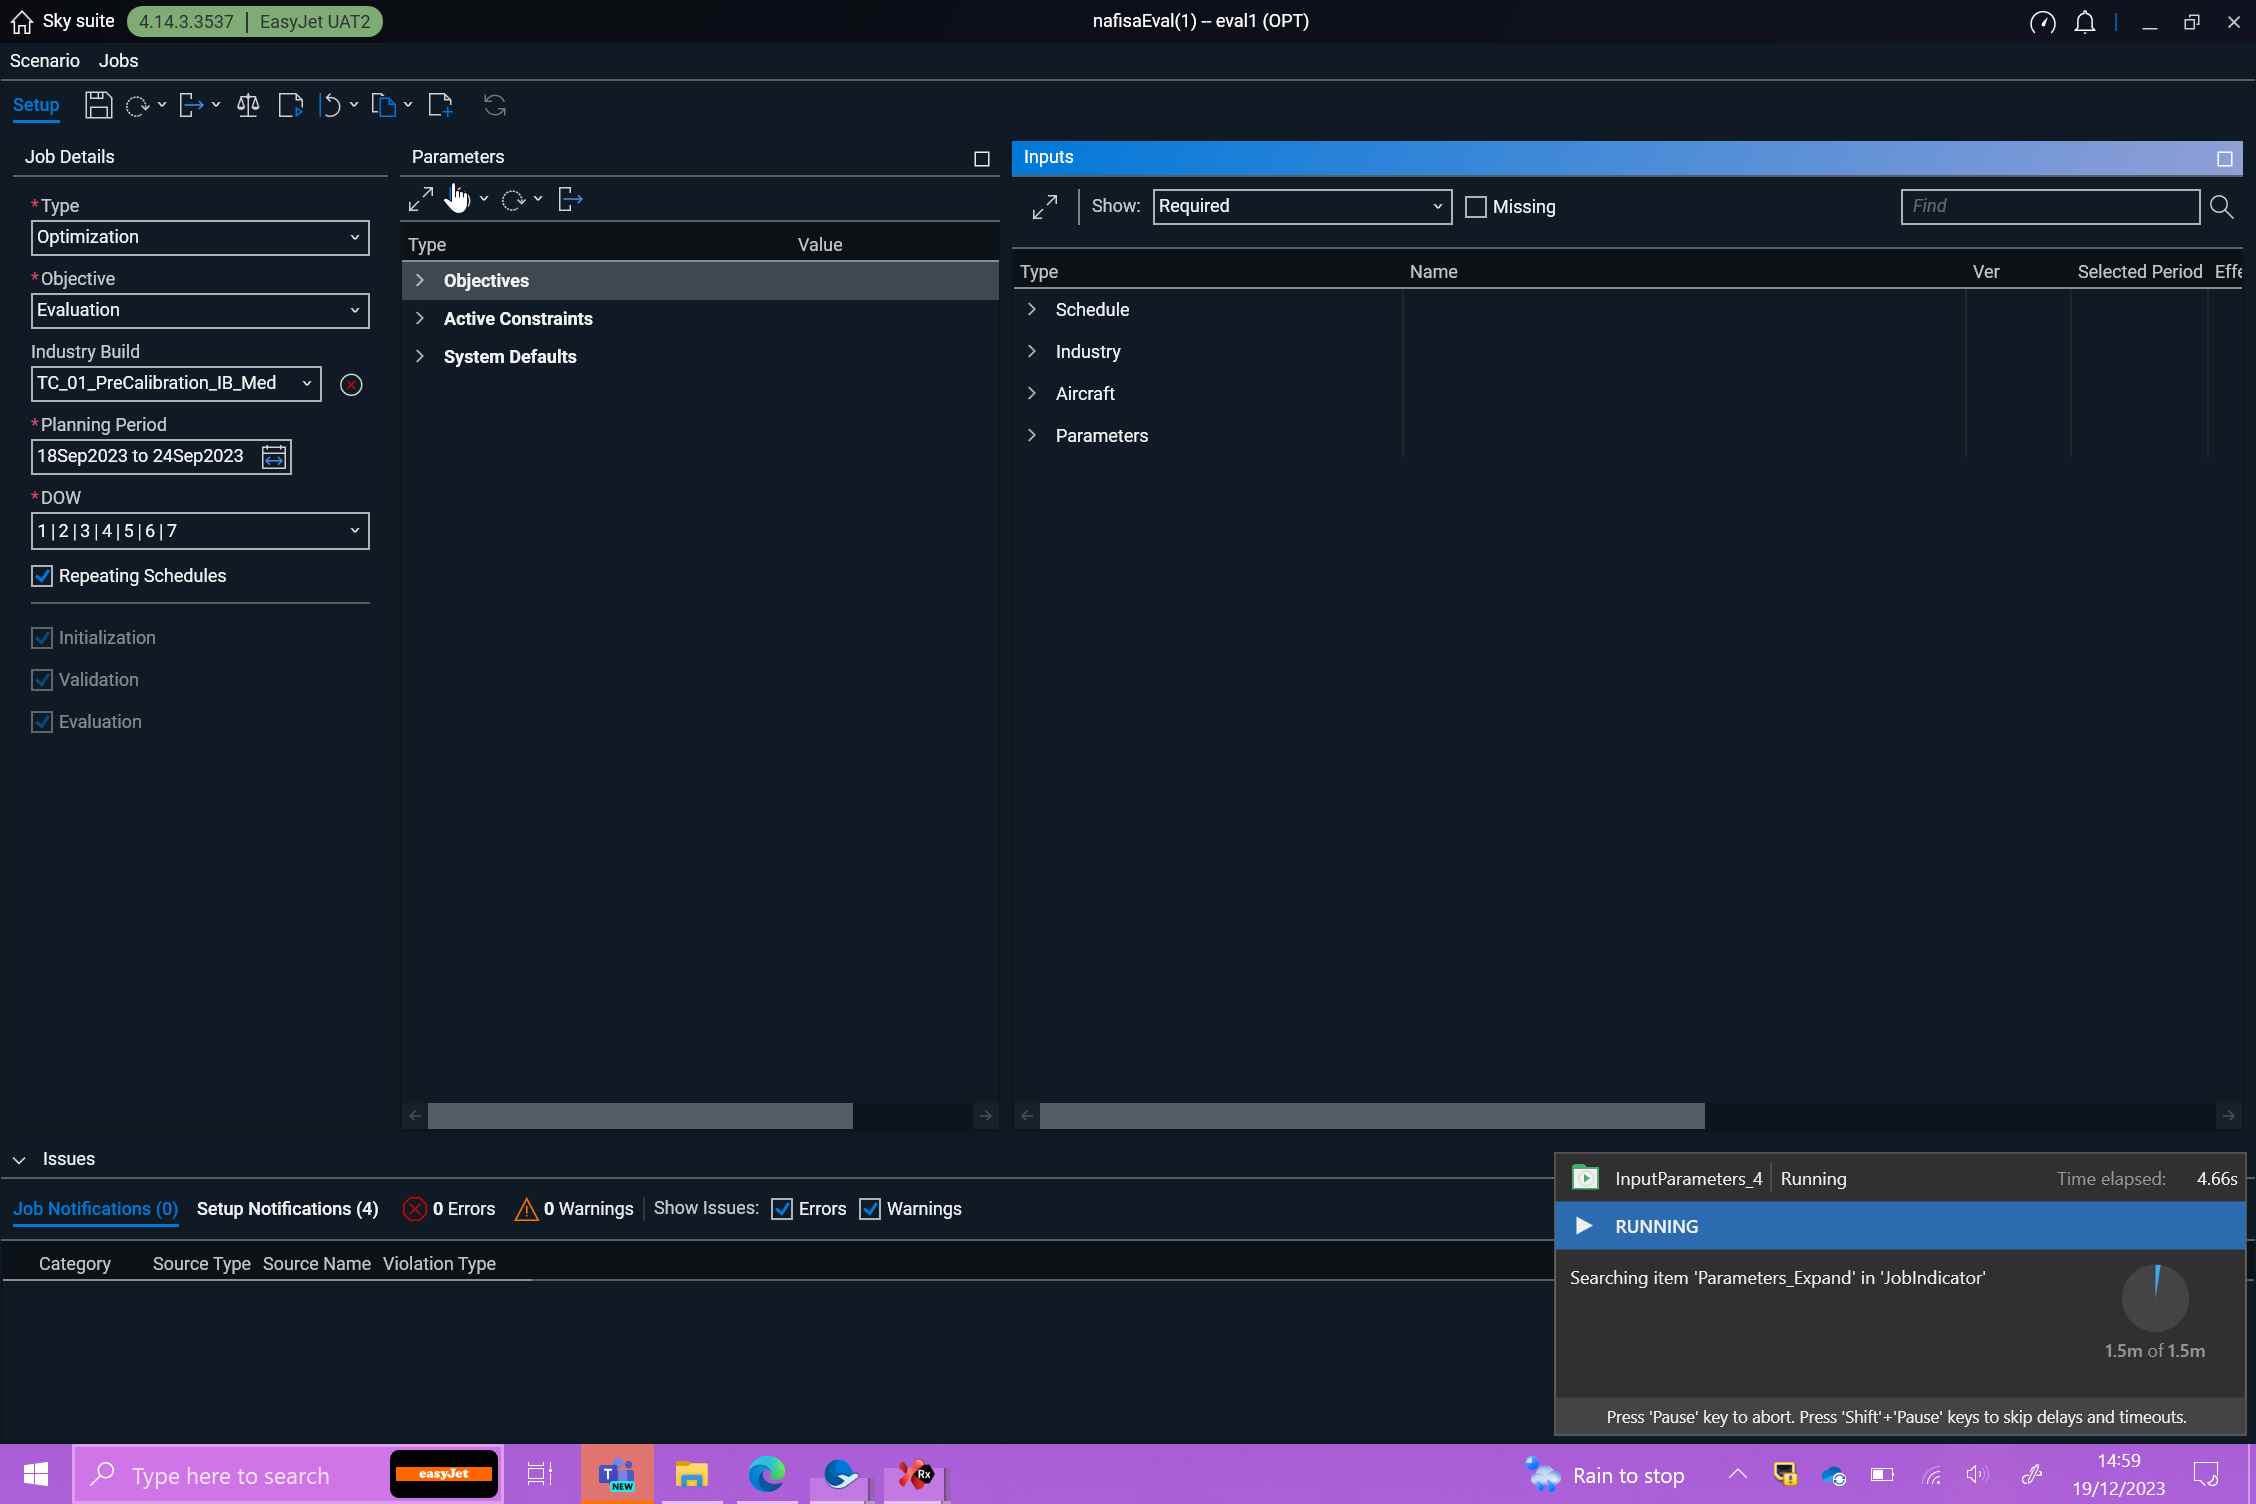 Sky suite 4.14.3.3537 | EasyJet UAT2 nafisaEval(1) -- eval1 (OPT)
Scenario Jobs
Setup
Job Details
*Type
Optimization
*Objective
Evaluation
Industry Build
TC_01_PreCalibration_IB_Med
*Planning Period
18Sep2023 to 24Sep2023
*DOW
1|2|3|4|5|6|7
Repeating Schedules
Initialization
Validation
Evaluation
Parameters
Type Value
Objectives
Active Constraints
System Defaults
Inputs
Show: Required Missing Find
Type Name Ver Selected Period Effe
Schedule
Industry
Aircraft
Parameters
Issues
Job Notifications (0) Setup Notifications (4) 0 Errors 0 Warnings Show Issues: Errors Warnings
Category Source Type Source Name Violation Type
InputParameters_4 | Running Time elapsed: 4.66s
RUNNING
Searching item 'Parameters_Expand' in 'JobIndicator'
1.5m of 1.5m
Press 'Pause' key to abort. Press 'Shift'+'Pause' keys to skip delays and timeouts.
Type here to search easyJet T NEW Rx Rain to stop 14:59
19/12/2023